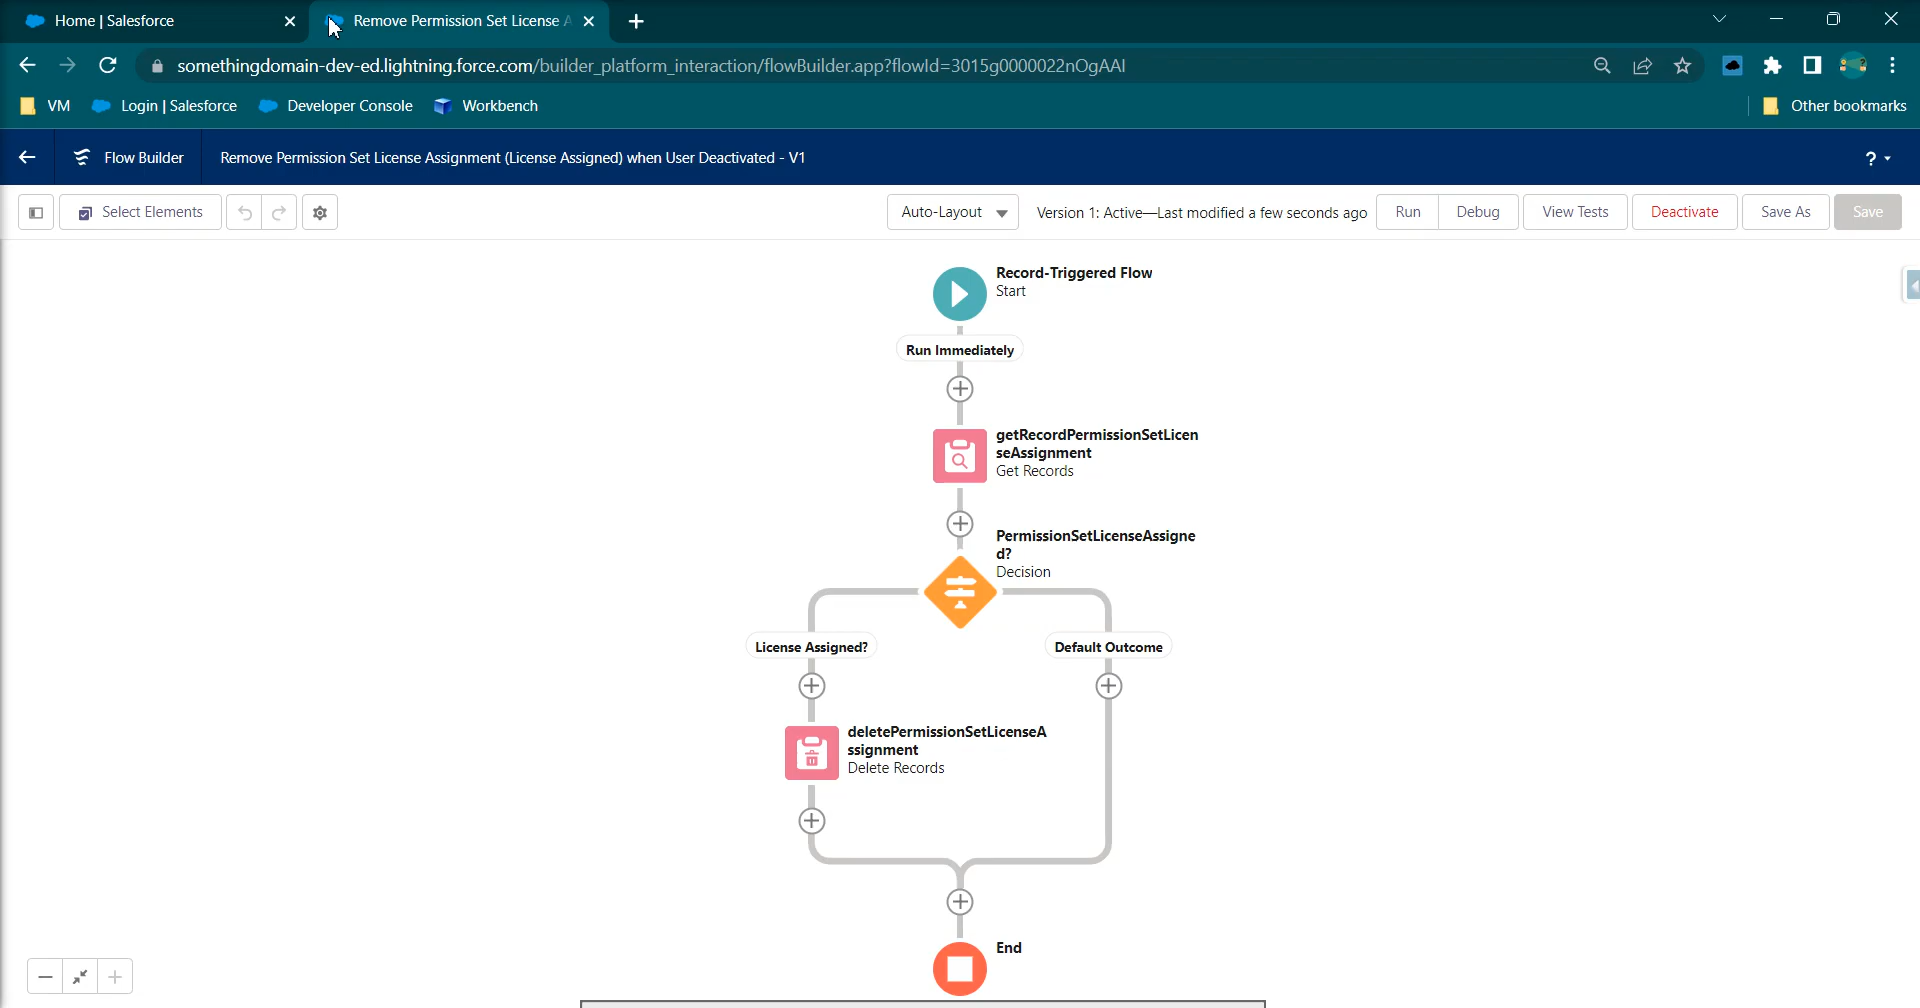 Home | Salesforce
Remove Permission Set License A
somethingdomain-dev-ed.lightning.force.com/builder_platform_interaction/flowBuilder.app?flowId=3015g0000022nOgAAI
VM
Login | Salesforce
Developer Console
Workbench
Other bookmarks
Flow Builder
Remove Permission Set License Assignment (License Assigned) when User Deactivated - V1
?
Select Elements
Auto-Layout
Version 1: Active—Last modified a few seconds ago
Run
Debug
View Tests
Deactivate
Save As
Save
Record-Triggered Flow
Start
Run Immediately
getRecordPermissionSetLicen
seAssignment
Get Records
PermissionSetLicenseAssigne
d?
Decision
License Assigned?
Default Outcome
deletePermissionSetLicenseA
ssignment
Delete Records
End